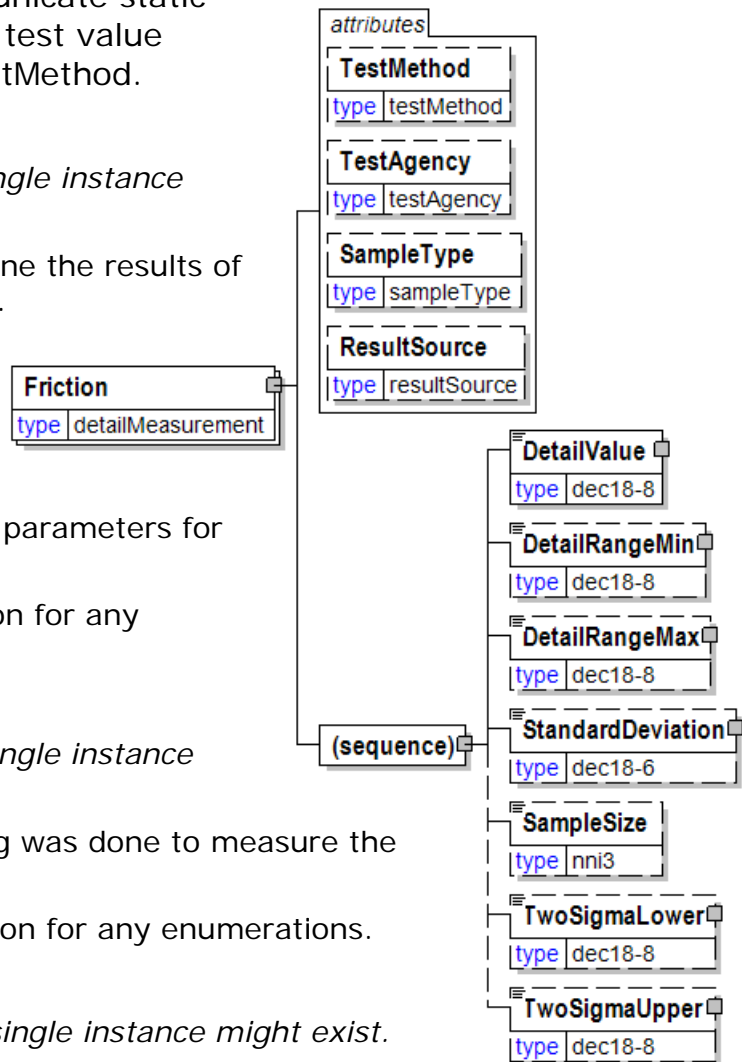 unicate static
test value
tMethod.
ngle instance
ne the results of
.
parameters for
on for any
ngle instance
g was done to measure the
on for any enumerations.
single instance might exist.
attributes
TestMethod
type testMethod
TestAgency
type testAgency
SampleType
type sampleType
ResultSource
type resultSource
Friction
type detailMeasurement
(sequence)
DetailValue
type dec18-8
DetailRangeMin
type dec18-8
DetailRangeMax
type dec18-8
StandardDeviation
type dec18-6
SampleSize
type nni3
TwoSigmaLower
type dec18-8
TwoSigmaUpper
type dec18-8